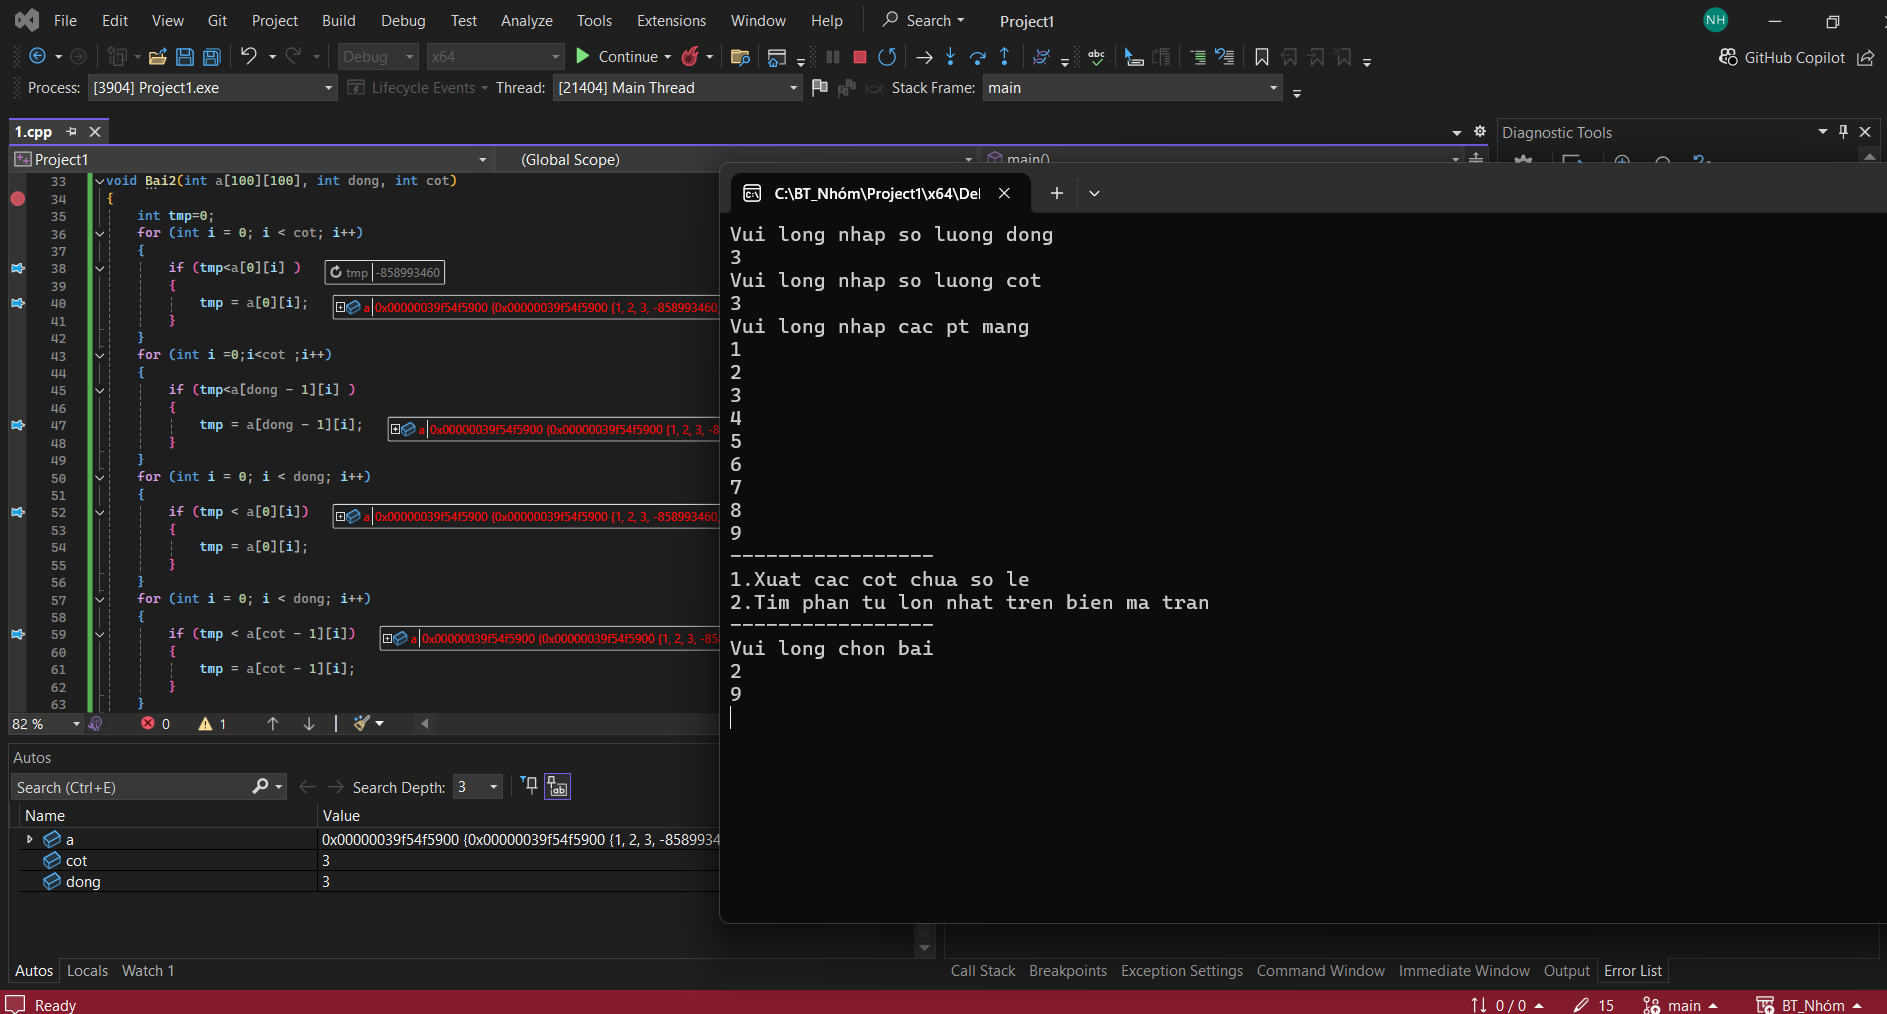 File Edit View Git Project Build Debug Test Analyze Tools Extensions Window Help Search Project1 NH
Debug x64 Continue abc GitHub Copilot
Process: [3904] Project1.exe Lifecycle Events Thread: [21404] Main Thread Stack Frame: main
1.cpp
Project1 (Global Scope) main()
33 void Bai2(int a[100][100], int dong, int cot)
34 {
35 int tmp=0;
36 for (int i = 0; i < cot; i++)
37 {
38 if (tmp<a[0][i] ) tmp -858993460
39 {
40 tmp = a[0][i]; a 0x00000039f54f5900 {0x00000039f54f5900 {1, 2, 3, -858993460,
41 }
42 }
43 for (int i =0;i<cot ;i++)
44 {
45 if (tmp<a[dong - 1][i] )
46 {
47 tmp = a[dong - 1][i]; a 0x00000039f54f5900 {0x00000039f54f5900 {1, 2, 3, -8
48 }
49 }
50 for (int i = 0; i < dong; i++)
51 {
52 if (tmp < a[0][i]) a 0x00000039f54f5900 {0x00000039f54f5900 {1, 2, 3, -858993460,
53 {
54 tmp = a[0][i];
55 }
56 }
57 for (int i = 0; i < dong; i++)
58 {
59 if (tmp < a[cot - 1][i]) a 0x00000039f54f5900 {0x00000039f54f5900 {1, 2, 3, -85
60 {
61 tmp = a[cot - 1][i];
62 }
63 }
82 % 0 1
Autos
Search (Ctrl+E) Search Depth: 3
Name Value
a 0x00000039f54f5900 {0x00000039f54f5900 {1, 2, 3, -8589934
cot 3
dong 3
Autos Locals Watch 1
Diagnostic Tools
C:\BT_Nhóm\Project1\x64\De
Vui long nhap so luong dong
3
Vui long nhap so luong cot
3
Vui long nhap cac pt mang
1
2
3
4
5
6
7
8
9
-----------------
1.Xuat cac cot chua so le
2.Tim phan tu lon nhat tren bien ma tran
-----------------
Vui long chon bai
2
9
Call Stack Breakpoints Exception Settings Command Window Immediate Window Output Error List
Ready 0 / 0 15 main BT_Nhóm